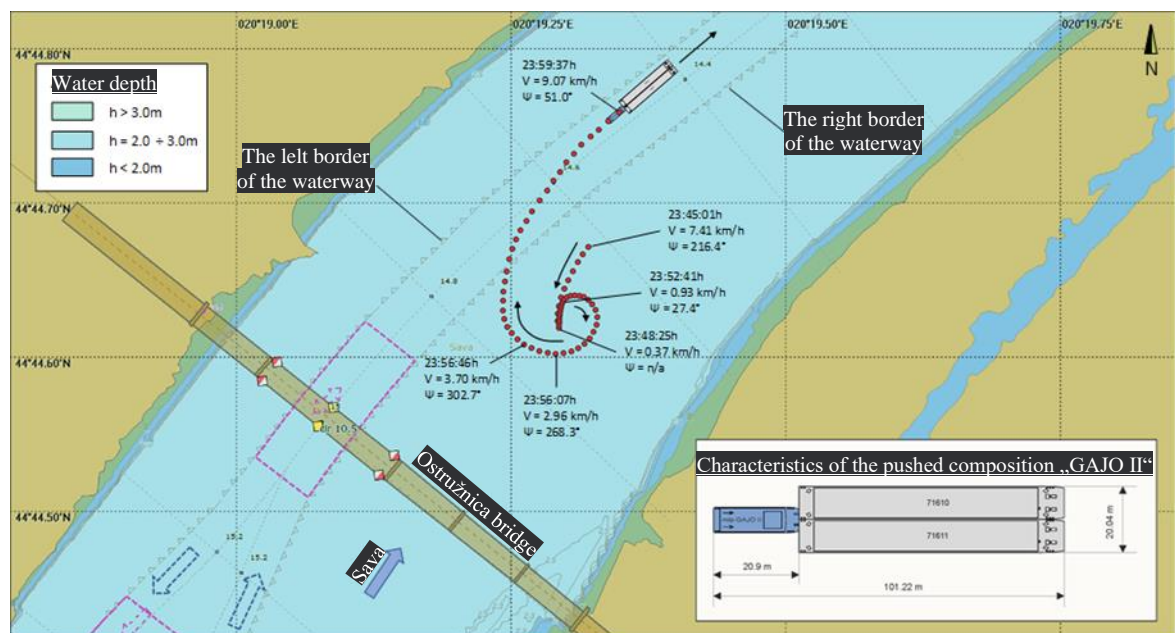 020°19.00'E
020°19.25'E
020°19.50'E
020°19.75'E
44°44.80'N
44°44.70'N
44°44.60'N
44°44.50'N
N
Water depth
h > 3.0m
h = 2.0 ÷ 3.0m
h < 2.0m
23:59:37h
V = 9.07 km/h
Ψ = 51.0°
14.4
The right border
of the waterway
The left border
of the waterway
14.6
23:45:01h
V = 7.41 km/h
Ψ = 216.4°
23:52:41h
V = 0.93 km/h
Ψ = 27.4°
14.8
Sava
23:48:25h
V = 0.37 km/h
Ψ = n/a
23:56:46h
V = 3.70 km/h
Ψ = 302.7°
23:56:07h
V = 2.96 km/h
Ψ = 268.3°
10.5
Ostružnica bridge
Sava
15.2
15.2
Characteristics of the pushed composition „GAJO II“
71610
GAJO II
71611
20.04 m
20.9 m
101.22 m